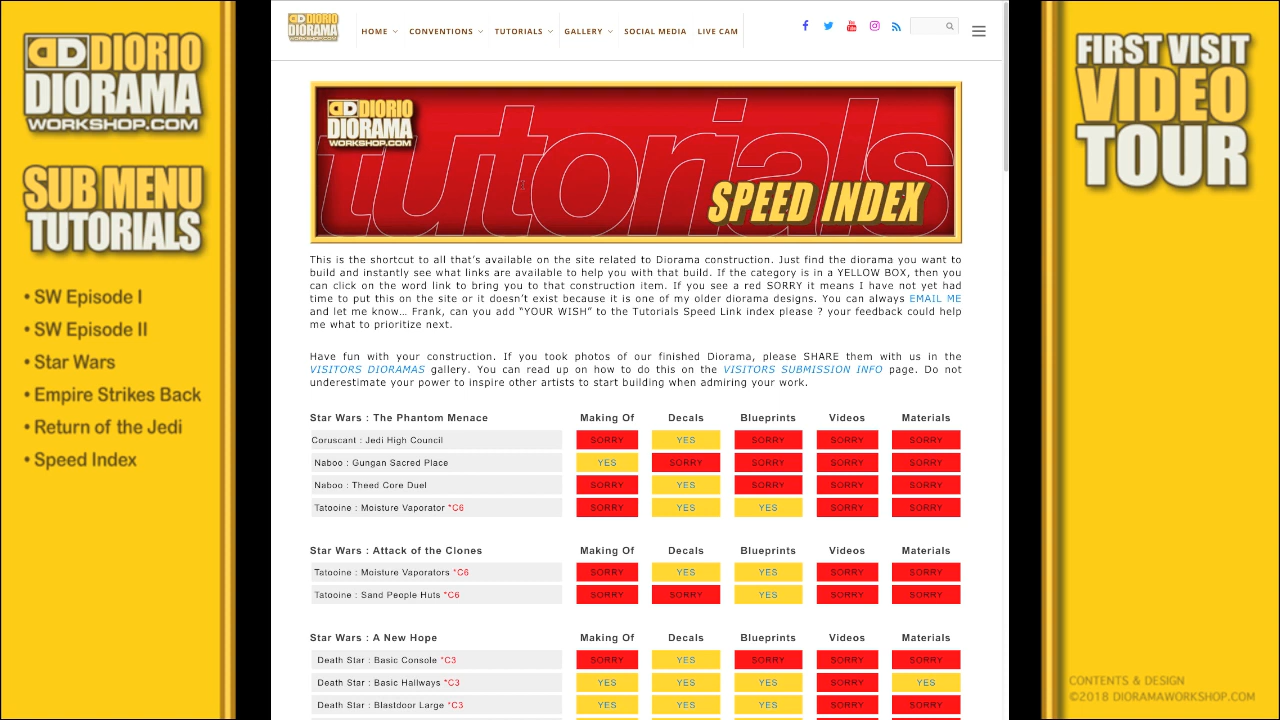 DIORIO
DIORAMA
WORKSHOP.COM
SUB MENU
TUTORIALS
• SW Episode I
• SW Episode II
• Star Wars
• Empire Strikes Back
• Return of the Jedi
• Speed Index
DIORIO
DIORAMA
WORKSHOP.COM
HOME CONVENTIONS TUTORIALS GALLERY SOCIAL MEDIA LIVE CAM
DIORIO
DIORAMA
WORKSHOP.COM
tutorials
SPEED INDEX
This is the shortcut to all that's available on the site related to Diorama construction. Just find the diorama you want to
build and instantly see what links are available to help you with that build. If the category is in a YELLOW BOX, then you
can click on the word link to bring you to that construction item. If you see a red SORRY it means I have not yet had
time to put this on the site or it doesn't exist because it is one of my older diorama designs. You can always EMAIL ME
and let me know... Frank, can you add "YOUR WISH" to the Tutorials Speed Link index please ? your feedback could help
me what to prioritize next.
Have fun with your construction. If you took photos of our finished Diorama, please SHARE them with us in the
VISITORS DIORAMAS gallery. You can read up on how to do this on the VISITORS SUBMISSION INFO page. Do not
underestimate your power to inspire other artists to start building when admiring your work.
Star Wars : The Phantom Menace Making Of Decals Blueprints Videos Materials
Coruscant : Jedi High Council SORRY YES SORRY SORRY SORRY
Naboo : Gungan Sacred Place YES SORRY SORRY SORRY SORRY
Naboo : Theed Core Duel SORRY YES SORRY SORRY SORRY
Tatooine : Moisture Vaporator *C6 SORRY YES YES SORRY SORRY
Star Wars : Attack of the Clones Making Of Decals Blueprints Videos Materials
Tatooine : Moisture Vaporators *C6 SORRY YES YES SORRY SORRY
Tatooine : Sand People Huts *C6 SORRY SORRY YES SORRY SORRY
Star Wars : A New Hope Making Of Decals Blueprints Videos Materials
Death Star : Basic Console *C3 SORRY YES SORRY SORRY SORRY
Death Star : Basic Hallways *C3 YES YES YES SORRY YES
Death Star : Blastdoor Large *C3 YES YES YES SORRY SORRY
FIRST VISIT
VIDEO
TOUR
CONTENTS & DESIGN
©2018 DIORAMAWORKSHOP.COM